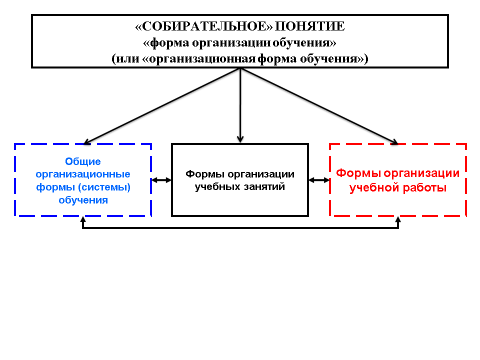 «СОБИРАТЕЛЬНОЕ» ПОНЯТИЕ
«форма организации обучения»
(или «организационная форма обучения»)
Общие
организационные
формы (системы)
обучения
Формы организации
учебных занятий
Формы организации
учебной работы